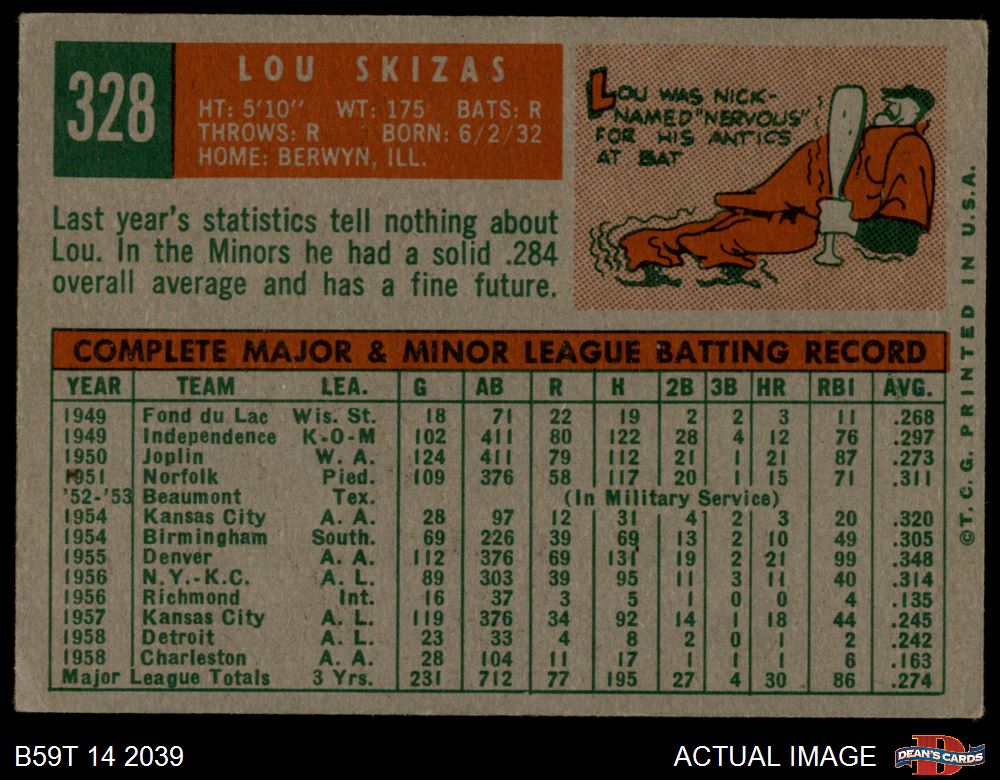 328
LOU SKIZAS
HT: 5'10" WT: 175 BATS: R
THROWS: R BORN: 6/2/32
HOME: BERWYN, ILL.
LOU WAS NICK-
NAMED "NERVOUS"
FOR HIS ANTICS
AT BAT
Last year's statistics tell nothing about
Lou. In the Minors he had a solid .284
overall average and has a fine future.
COMPLETE MAJOR & MINOR LEAGUE BATTING RECORD
YEAR TEAM LEA. G AB R H 2B 3B HR RBI AVG.
1949 Fond du Lac Wis. St. 18 71 22 19 2 2 3 11 .268
1949 Independence K-O-M 102 411 80 122 28 4 12 76 .297
1950 Joplin W. A. 124 411 79 112 21 1 21 87 .273
1951 Norfolk Pied. 109 376 58 117 20 1 15 71 .311
'52-'53 Beaumont Tex. (In Military Service)
1954 Kansas City A. A. 28 97 12 31 4 2 3 20 .320
1954 Birmingham South. 69 226 39 69 13 2 10 49 .305
1955 Denver A. A. 112 376 69 131 19 2 21 99 .348
1956 N.Y.-K.C. A. L. 89 303 39 95 11 3 11 40 .314
1956 Richmond Int. 16 37 3 5 1 0 0 4 .135
1957 Kansas City A. L. 119 376 34 92 14 1 18 44 .245
1958 Detroit A. L. 23 33 4 8 2 0 1 2 .242
1958 Charleston A. A. 28 104 11 17 1 1 1 6 .163
Major League Totals 3 Yrs. 231 712 77 195 27 4 30 86 .274
©T. C. G. PRINTED IN U.S.A.
B59T 14 2039
ACTUAL IMAGE
DEAN'S CARDS